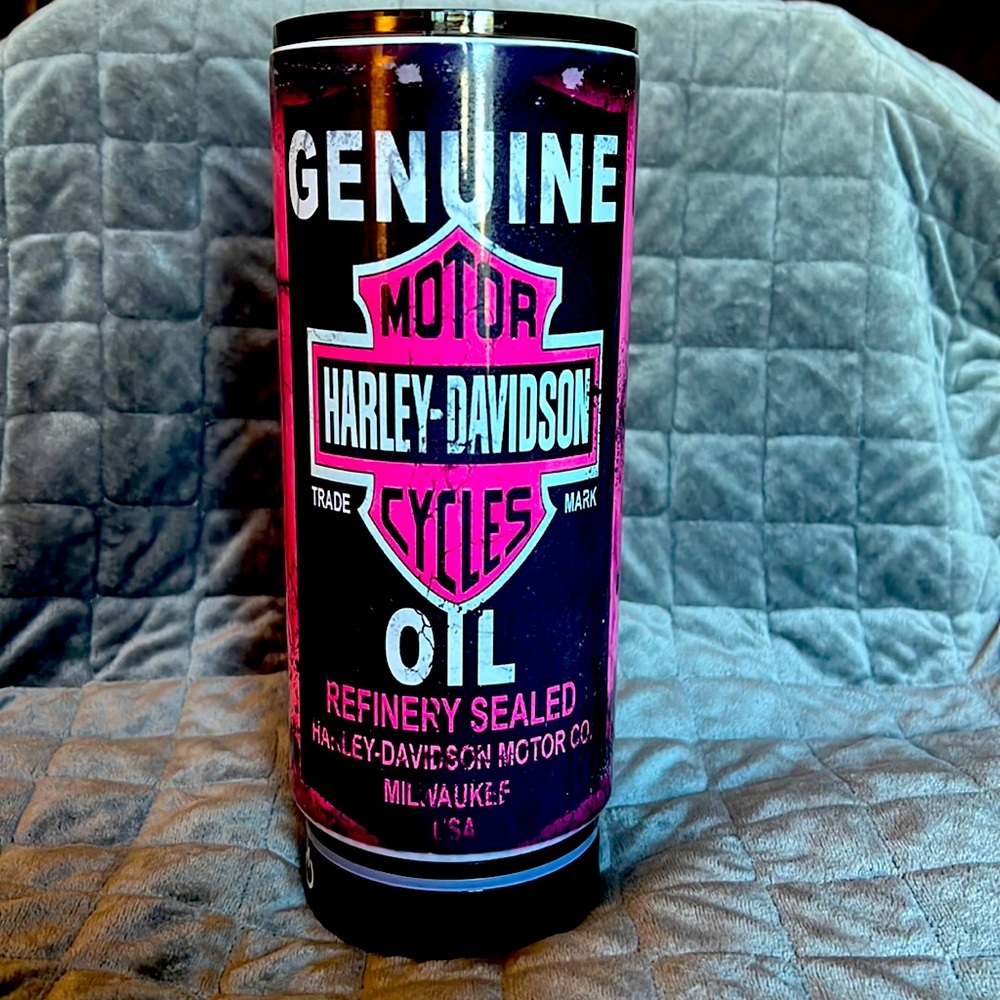 GENUINE
MOTOR
HARLEY-DAVIDSON
CYCLES
TRADE MARK
OIL
REFINERY SEALED
HARLEY-DAVIDSON MOTOR CO.
MILWAUKEE
USA